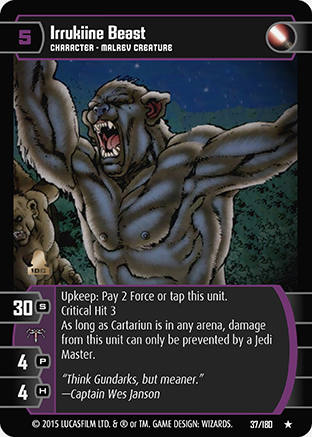 5
Irrukiine Beast
CHARACTER - MALREV CREATURE
30 S
4 P
4 H
Upkeep: Pay 2 Force or tap this unit.
Critical Hit 3
As long as Cartariun is in any arena, damage
from this unit can only be prevented by a Jedi
Master.
“Think Gundarks, but meaner.”
—Captain Wes Janson
© 2015 LUCASFILM LTD. & ® or TM. GAME DESIGN: WIZARDS.
37/180